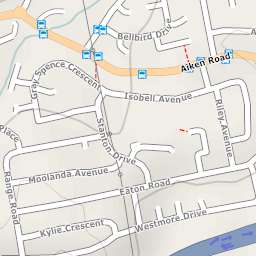 Bellbird Drive
Aiken Road
Gray Spence Crescent
Isobell Avenue
Riley Avenue
Stanton Drive
Place
Moolanda Avenue
Eaton Road
Range Road
Westmore Drive
Kylie Crescent